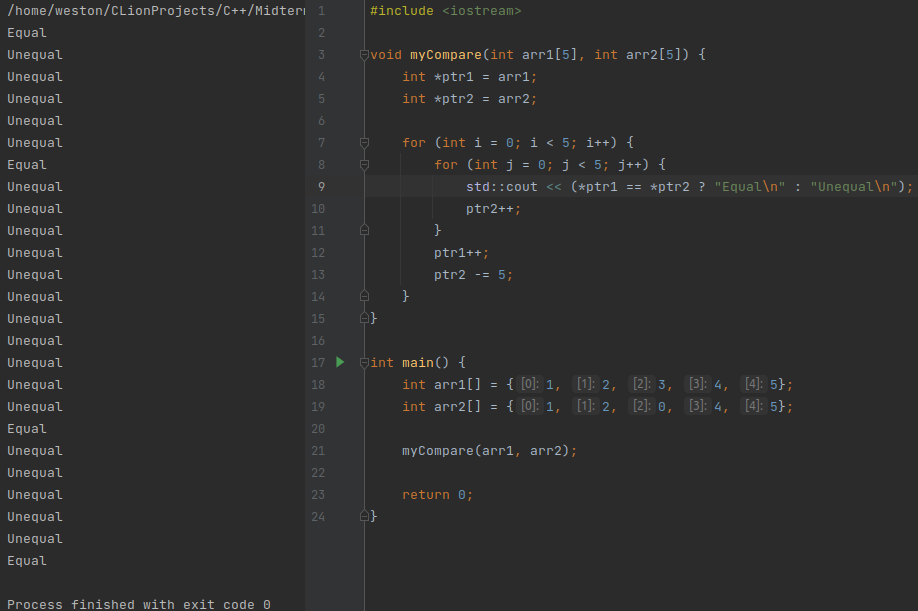 /home/weston/CLionProjects/C++/Midterm
Equal
Unequal
Unequal
Unequal
Unequal
Unequal
Equal
Unequal
Unequal
Unequal
Unequal
Unequal
Unequal
Unequal
Unequal
Unequal
Unequal
Unequal
Equal
Unequal
Unequal
Unequal
Unequal
Unequal
Equal
Process finished with exit code 0
1 #include <iostream>
2
3 void myCompare(int arr1[5], int arr2[5]) {
4 int *ptr1 = arr1;
5 int *ptr2 = arr2;
6
7 for (int i = 0; i < 5; i++) {
8 for (int j = 0; j < 5; j++) {
9 std::cout << (*ptr1 == *ptr2 ? "Equal\n" : "Unequal\n");
10 ptr2++;
11 }
12 ptr1++;
13 ptr2 -= 5;
14 }
15 }
16
17 int main() {
18 int arr1[] = {[0]: 1, [1]: 2, [2]: 3, [3]: 4, [4]: 5};
19 int arr2[] = {[0]: 1, [1]: 2, [2]: 0, [3]: 4, [4]: 5};
20
21 myCompare(arr1, arr2);
22
23 return 0;
24 }